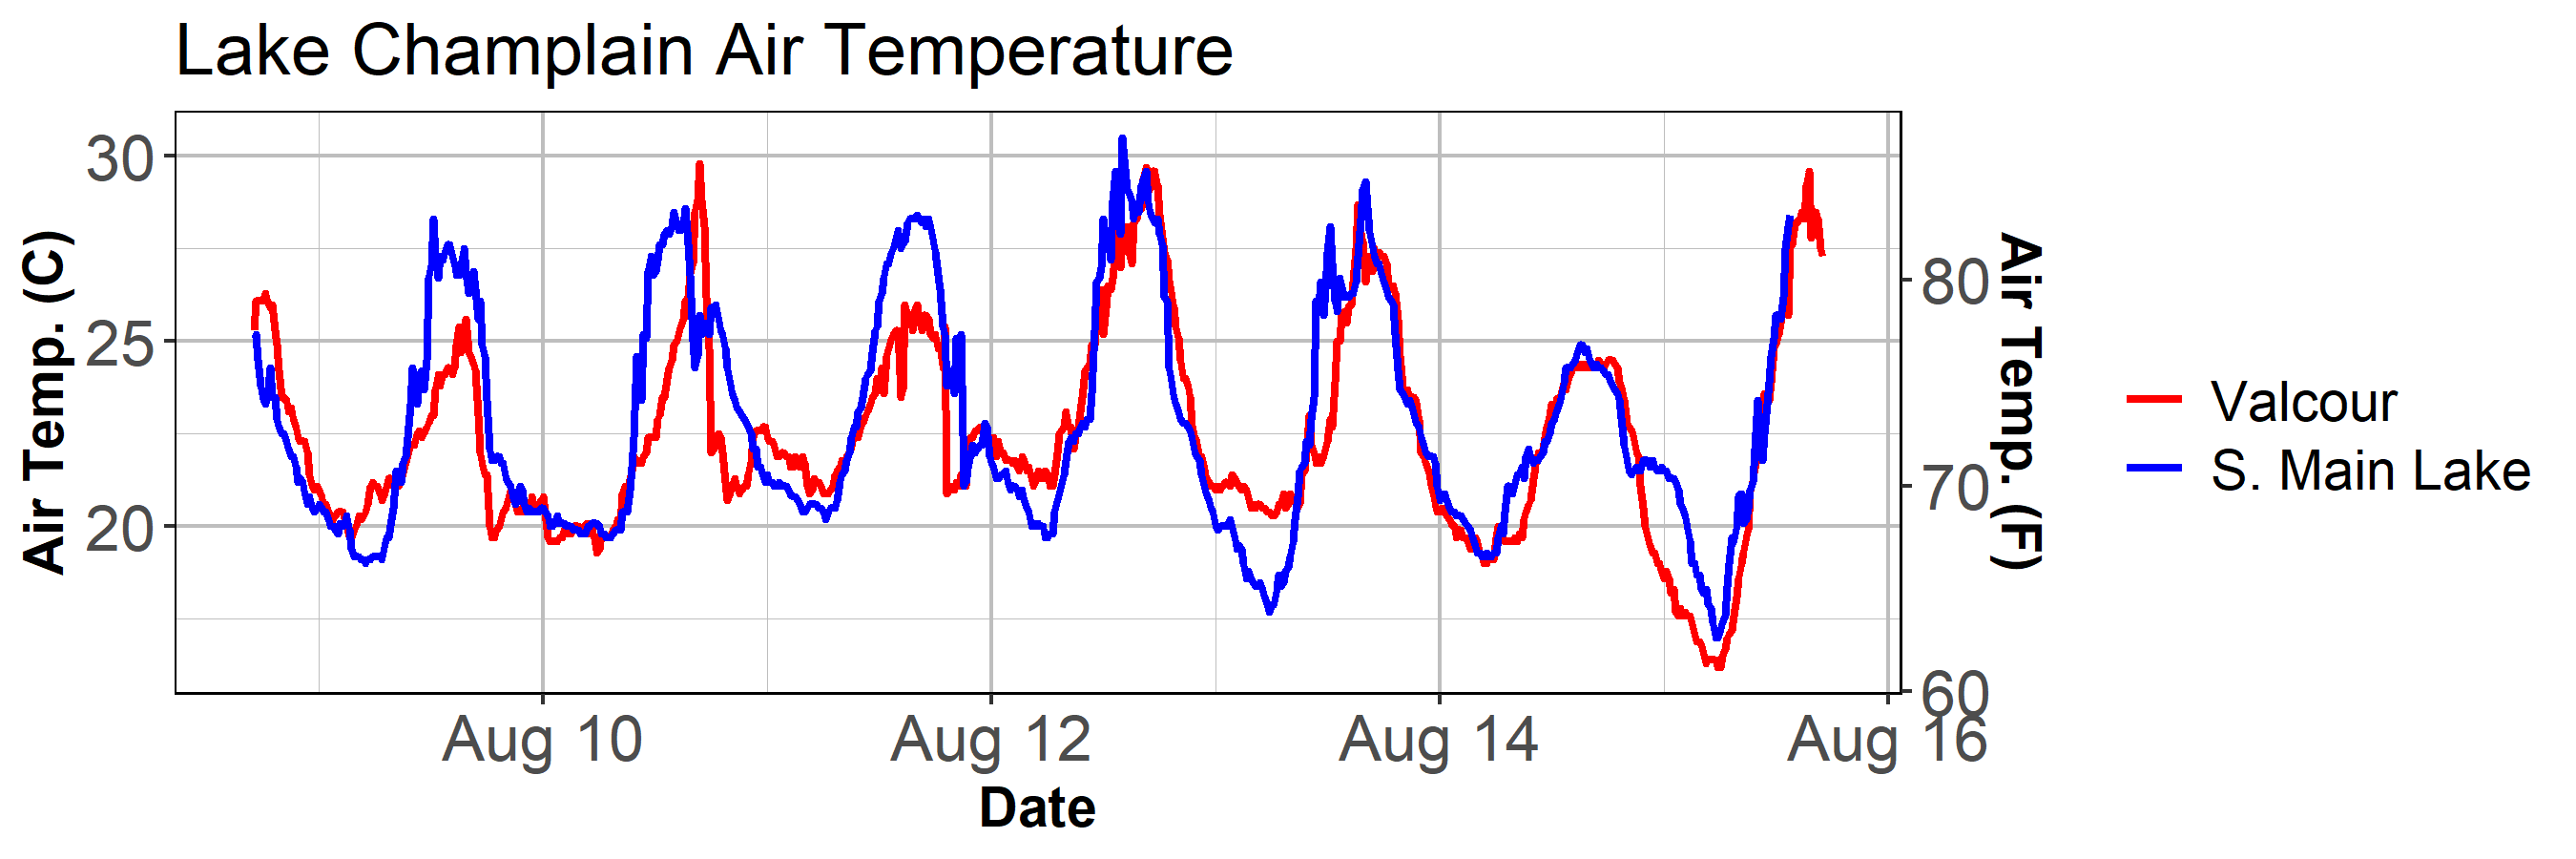 Lake Champlain Air Temperature
Air Temp. (C)
30
25
20
80
70
60
Air Temp. (F)
Aug 10
Aug 12
Aug 14
Aug 16
Date
Valcour
S. Main Lake